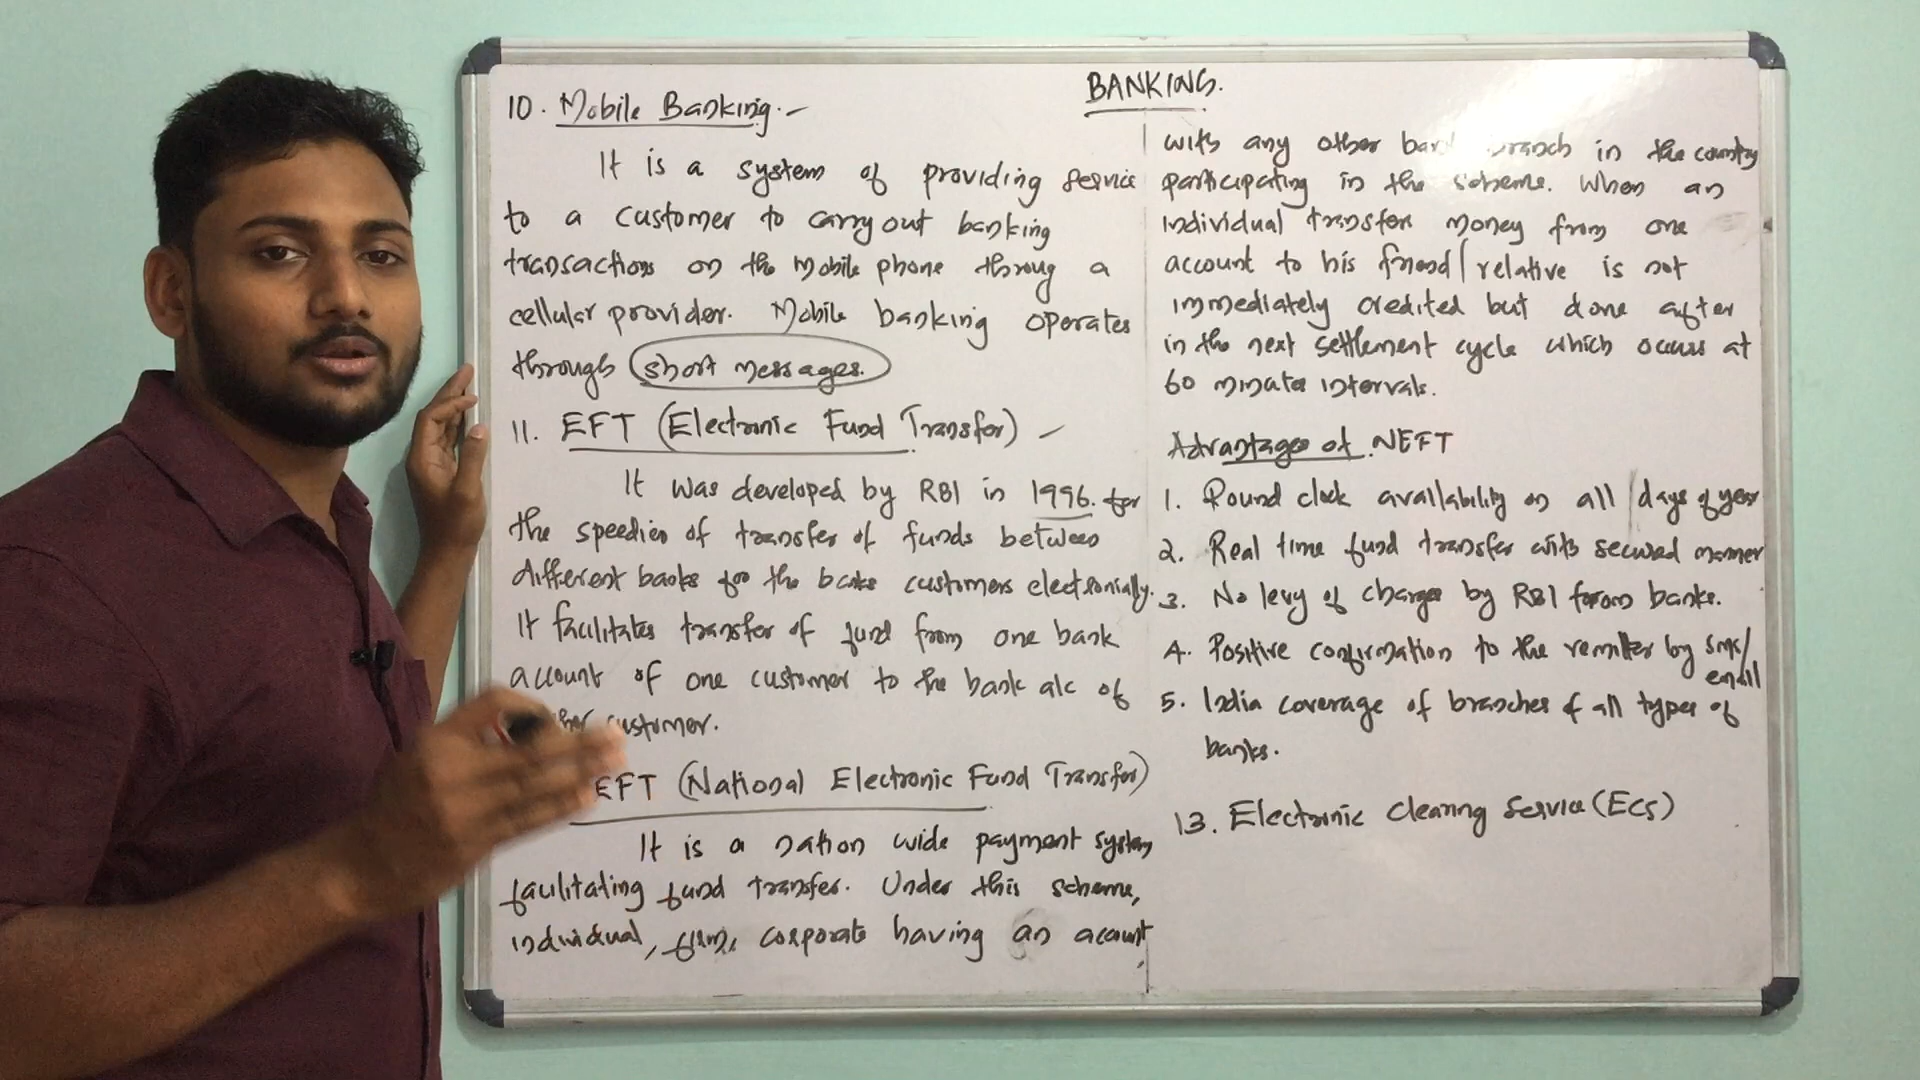 BANKING.
10. Mobile Banking:-
It is a system of providing service
to a customer to carry out banking
transactions on the mobile phone throug a
cellular provider. Mobile banking operates
through short messages.
11. EFT (Electronic Fund Transfer) -
It was developed by RBI in 1996. for
the speedies of transfer of funds between
different banks for the banks customers electronially.
It facilitates transfer of fund from one bank
account of one customer to the bank a/c of
customer.
EFT (National Electronic Fund Transfer)
It is a nation wide payment system
facilitating fund transfer. Under this scheme,
individual, firms, corporate having an account,
with any other bank branch in the country
participating in the scheme. When an
individual transfers money from one
account to his friend/relative is not
immediately credited but done after
in the next settlement cycle which occurs at
60 minute intervals.
Advantages of NEFT
1. Round clock availability on all days of year
2. Real time fund transfer with secured manner
3. No levy of charges by RBI from banks.
4. Positive confirmation to the remitter by sms/
email
5. India coverage of branches & all types of
banks.
13. Electronic Clearing Service (ECS)